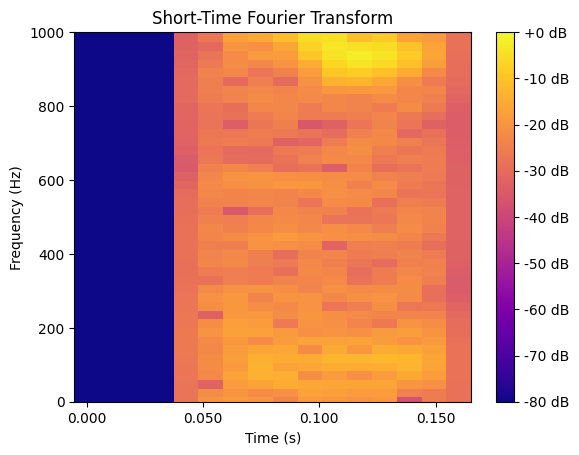 Short-Time Fourier Transform
Frequency (Hz)
1000
800
600
400
200
0
0.000
0.050
0.100
0.150
Time (s)
+0 dB
-10 dB
-20 dB
-30 dB
-40 dB
-50 dB
-60 dB
-70 dB
-80 dB